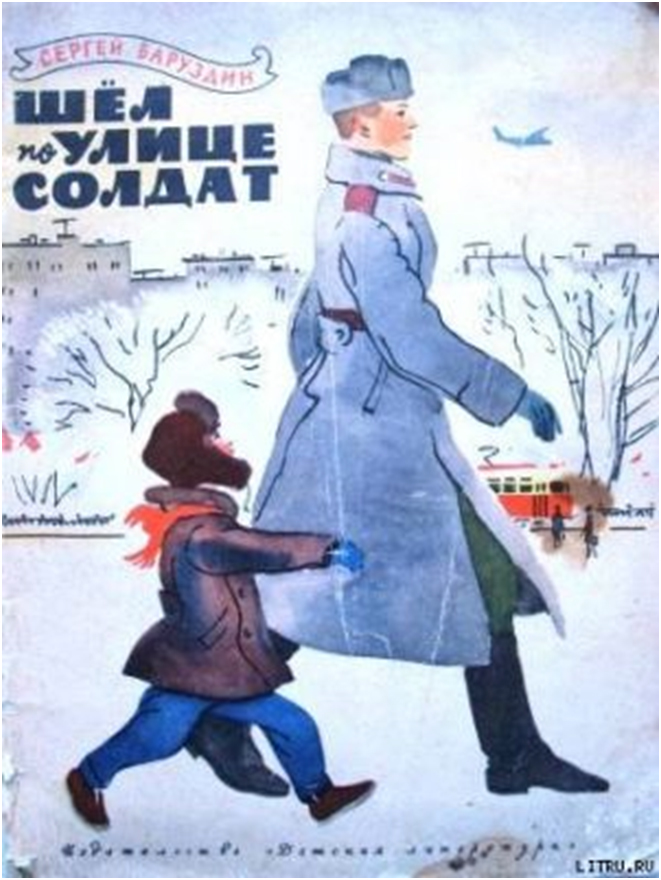 СЕРГЕЙ БАРУЗДИН
ШЁЛ
по УЛИЦЕ
СОЛДАТ
Издательство «Детская литература»
LITRU.RU